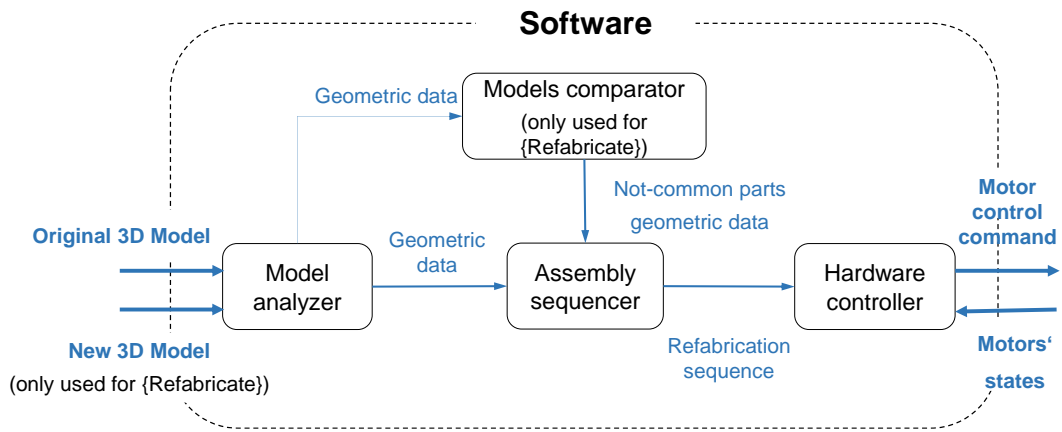 Software
Geometric data
Models comparator
(only used for
{Refabricate})
Not-common parts
geometric data
Original 3D Model
Model
analyzer
Geometric
data
Assembly
sequencer
Hardware
controller
Motor
control
command
New 3D Model
(only used for {Refabricate})
Refabrication
sequence
Motors‘
states